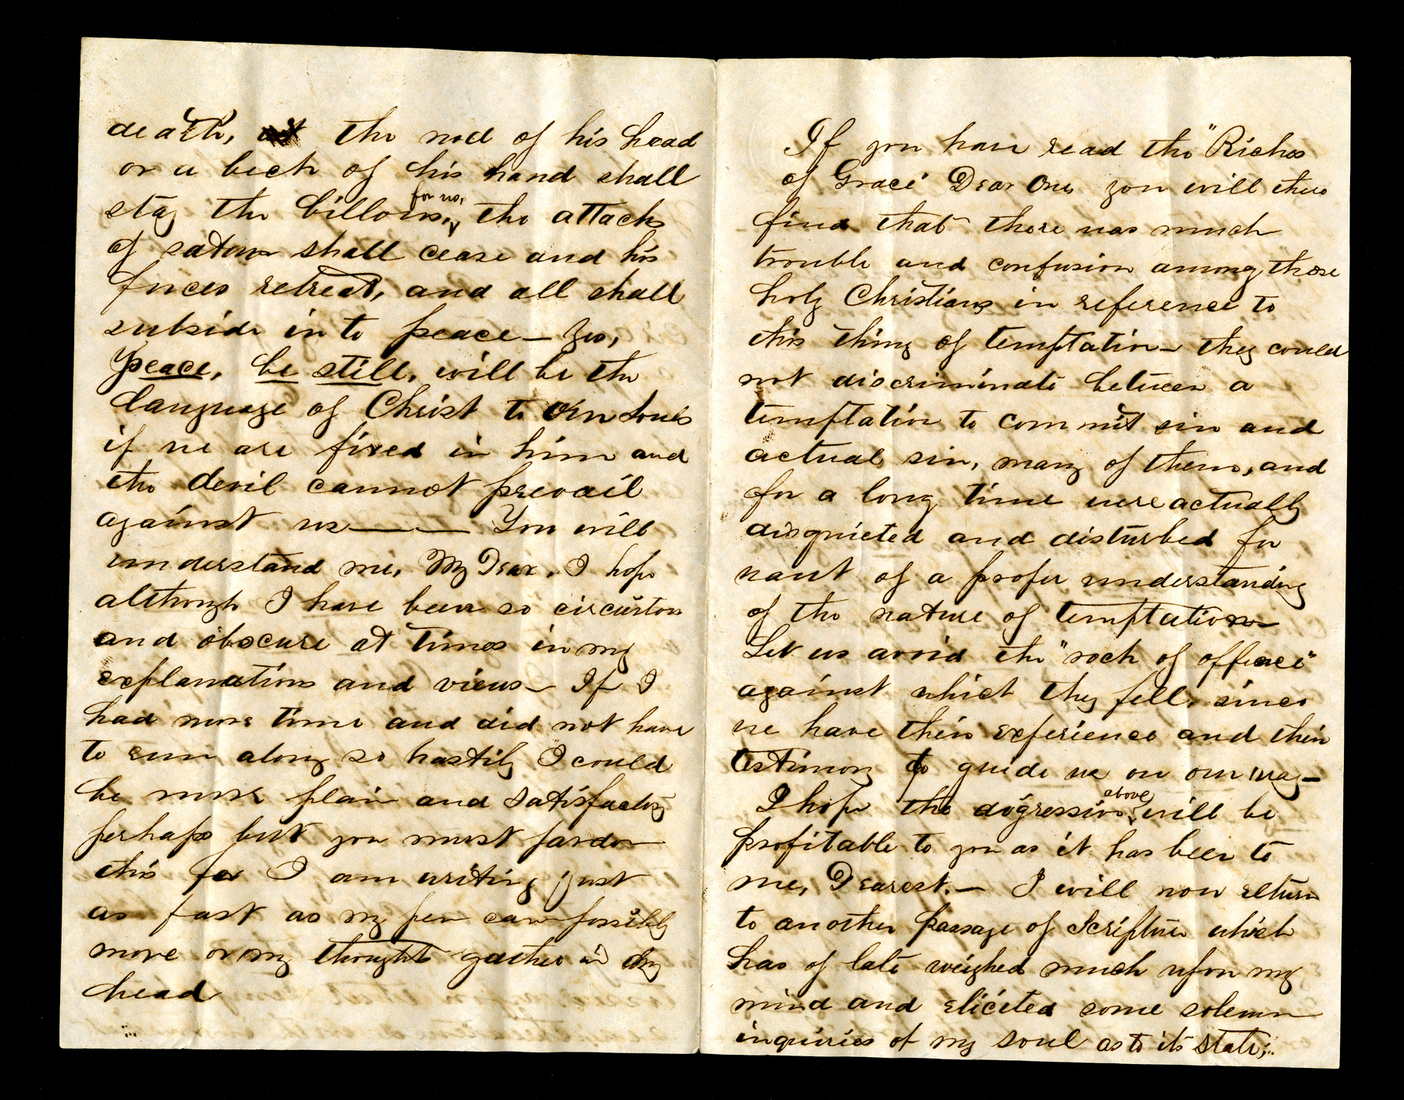 death, the nod of his head
or a beck of his hand shall
stay the billows, for us, the attack
of satan shall cease and his
forces retreat, and all shall
subside in to peace — Yes,
Peace, be still, will be the
language of Christ to our souls
if we are fixed in him and
the devil cannot prevail
against us — — You will
understand me, My Dear, I hope
although I have been so circuitous
and obscure at times in my
explanations and views — If I
had more time and did not have
to run along so hastily I could
be more plain and satisfactory
perhaps but you must pardon
this for I am writing just
as fast as my pen can possibly
move or my thoughts gather in my
head
If you have read the "Riches
of Grace" Dear One you will there
find that there was much
trouble and confusion among those
holy Christians in reference to
this thing of temptation — they could
not discriminate between a
temptation to commit sin and
actual sin, many of them, and
for a long time were actually
disquieted and disturbed for
want of a proper understanding
of the nature of temptation —
Let us avoid the "rock of offence"
against which they fell, since
we have their experience and their
testimony to guide us on our way —
I hope the digression above, will be
profitable to you as it has been to
me, Dearest. — I will now return
to another passage of Scripture which
has of late weighed much upon my
mind and elicited some solemn
inquiries of my soul as to its state;